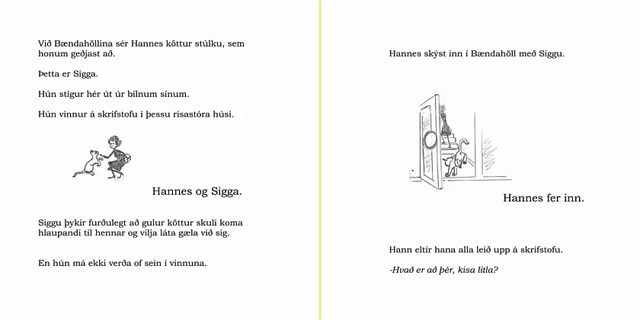 Við Bændahöllina sér Hannes köttur stúlku, sem
honum geðjast að.
Þetta er Sigga.
Hún stígur hér út úr bílnum sínum.
Hún vinnur á skrifstofu í þessu risastóra húsi.
Hannes og Sigga.
Siggu þykir furðulegt að gulur köttur skuli koma
hlaupandi til hennar og vilja láta gæla við sig.
En hún má ekki verða of sein í vinnuna.
Hannes skýst inn í Bændahöll með Siggu.
Hannes fer inn.
Hann eltir hana alla leið upp á skrifstofu.
-Hvað er að þér, kisa litla?